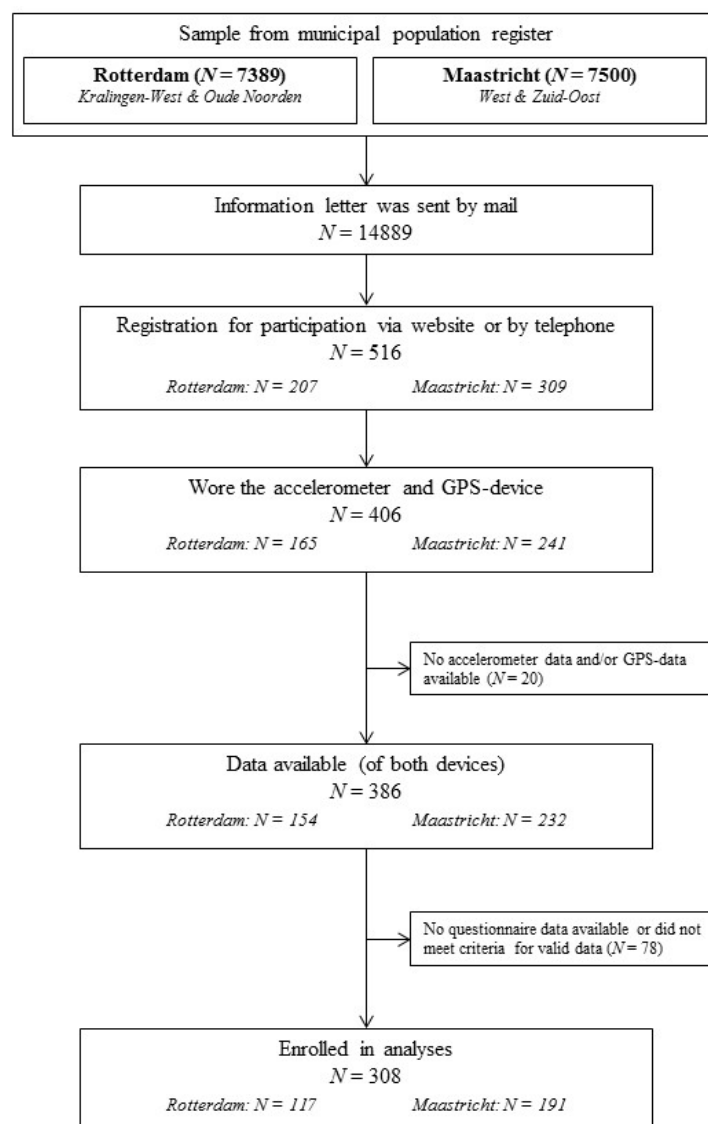 Sample from municipal population register
Rotterdam (N = 7389)
Kralingen-West & Oude Noorden
Maastricht (N = 7500)
West & Zuid-Oost
Information letter was sent by mail
N = 14889
Registration for participation via website or by telephone
N = 516
Rotterdam: N = 207 Maastricht: N = 309
Wore the accelerometer and GPS-device
N = 406
Rotterdam: N = 165 Maastricht: N = 241
No accelerometer data and/or GPS-data
available (N = 20)
Data available (of both devices)
N = 386
Rotterdam: N = 154 Maastricht: N = 232
No questionnaire data available or did not
meet criteria for valid data (N = 78)
Enrolled in analyses
N = 308
Rotterdam: N = 117 Maastricht: N = 191